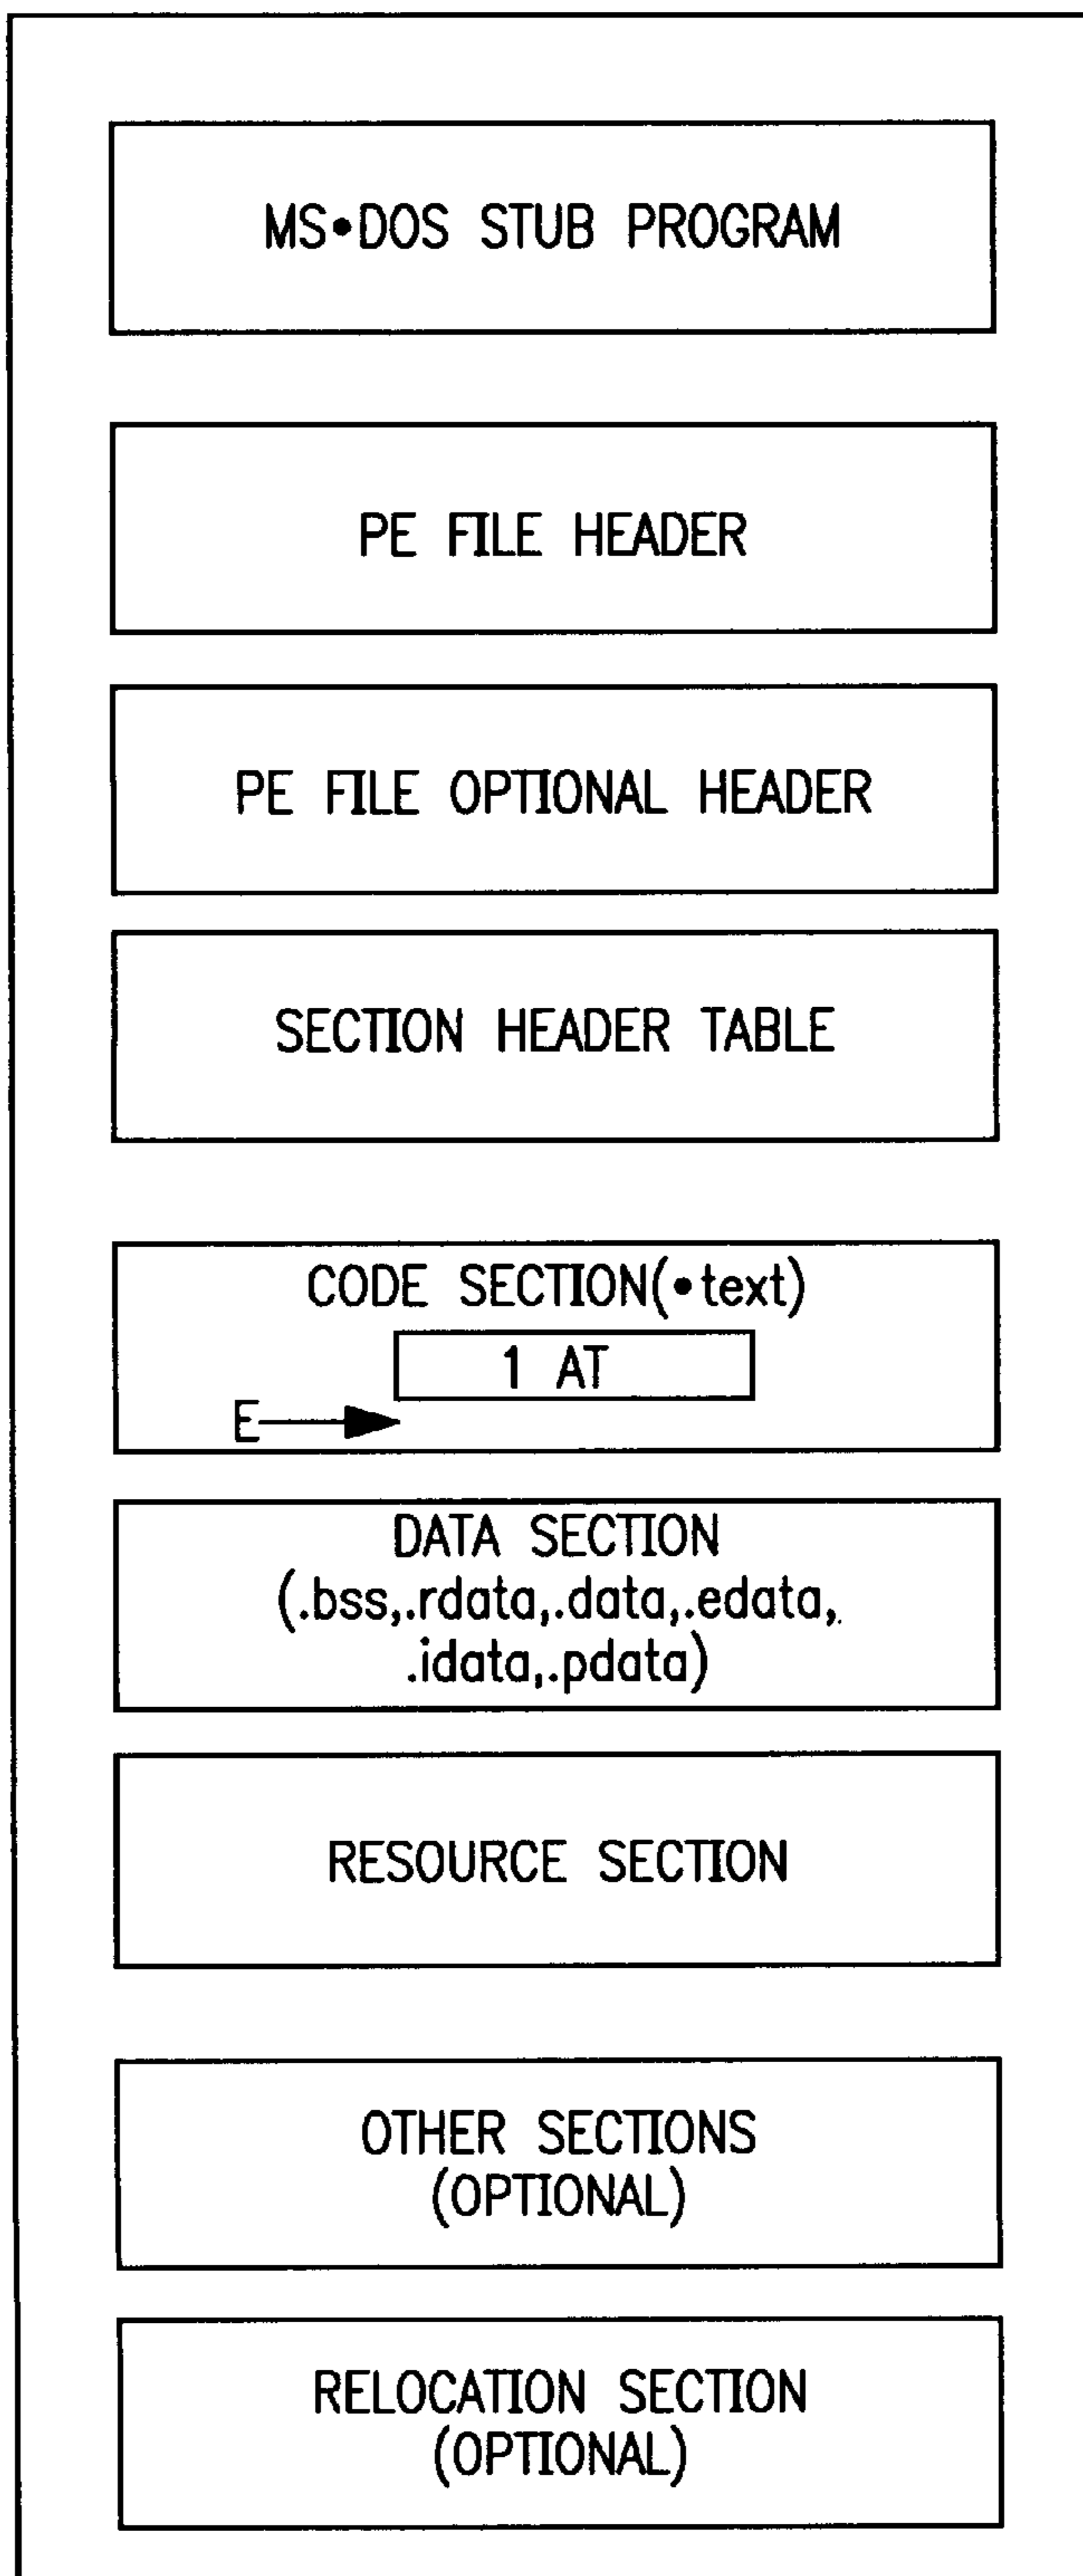 MS•DOS STUB PROGRAM
PE FILE HEADER
PE FILE OPTIONAL HEADER
SECTION HEADER TABLE
CODE SECTION(•text)
1 AT
E
DATA SECTION
(.bss,.rdata,.data,.edata,
.idata,.pdata)
RESOURCE SECTION
OTHER SECTIONS
(OPTIONAL)
RELOCATION SECTION
(OPTIONAL)